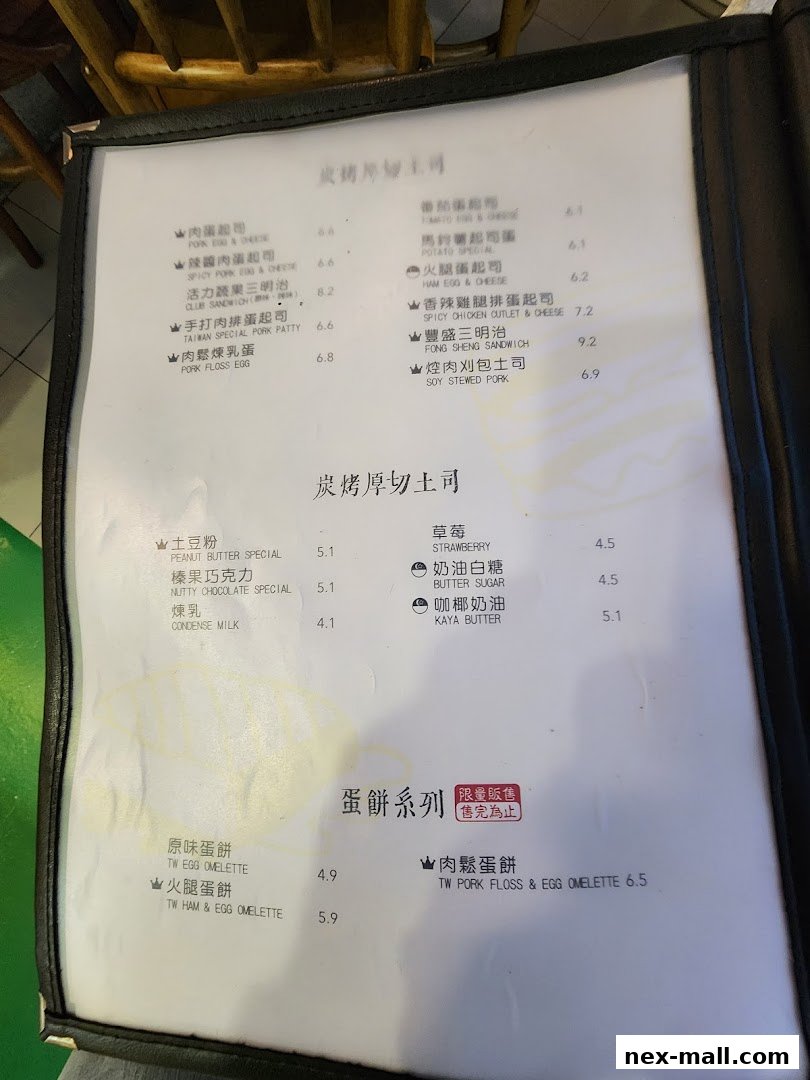 炭烤厚切土司
肉蛋起司
PORK EGG & CHEESE 6.6
辣醬肉蛋起司
SPICY PORK EGG & CHEESE 6.6
活力蔬果三明治
CLUB SANDWICH 8.2
手打肉排蛋起司
TAIWAN SPECIAL PORK PATTY 6.6
肉鬆煉乳蛋
PORK FLOSS EGG 6.8
番茄蛋起司
TOMATO EGG & CHEESE 6.1
馬鈴薯起司蛋
POTATO SPECIAL 6.1
火腿蛋起司
HAM EGG & CHEESE 6.2
香辣雞腿排蛋起司
SPICY CHICKEN CUTLET & CHEESE 7.2
豐盛三明治
FONG SHENG SANDWICH 9.2
焢肉刈包土司
SOY STEWED PORK 6.9
炭烤厚切土司
土豆粉
PEANUT BUTTER SPECIAL 5.1
榛果巧克力
NUTTY CHOCOLATE SPECIAL 5.1
煉乳
CONDENSE MILK 4.1
草莓
STRAWBERRY 4.5
奶油白糖
BUTTER SUGAR 4.5
咖椰奶油
KAYA BUTTER 5.1
蛋餅系列
限量販售
售完為止
原味蛋餅
TW EGG OMELETTE 4.9
火腿蛋餅
TW HAM & EGG OMELETTE 5.9
肉鬆蛋餅
TW PORK FLOSS & EGG OMELETTE 6.5
nex-mall.com